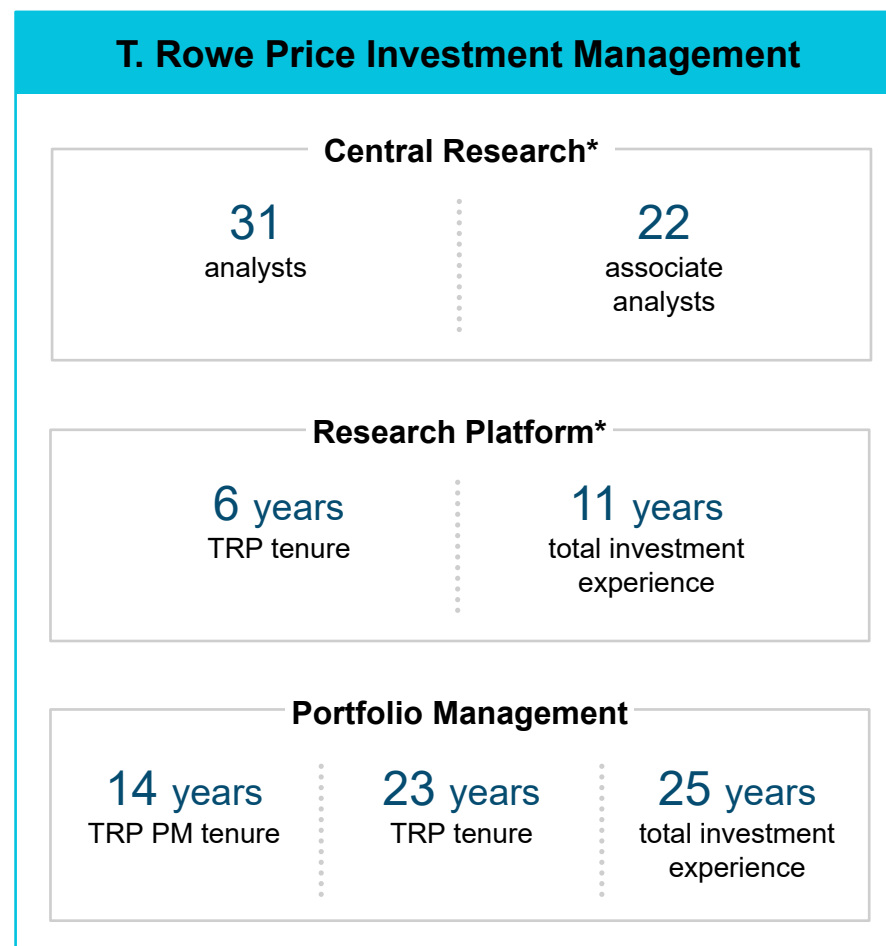 T. Rowe Price Investment Management
Central Research*
31
analysts
22
associate
analysts
Research Platform*
6 years
TRP tenure
11 years
total investment
experience
Portfolio Management
14 years
TRP PM tenure
23 years
TRP tenure
25 years
total investment
experience